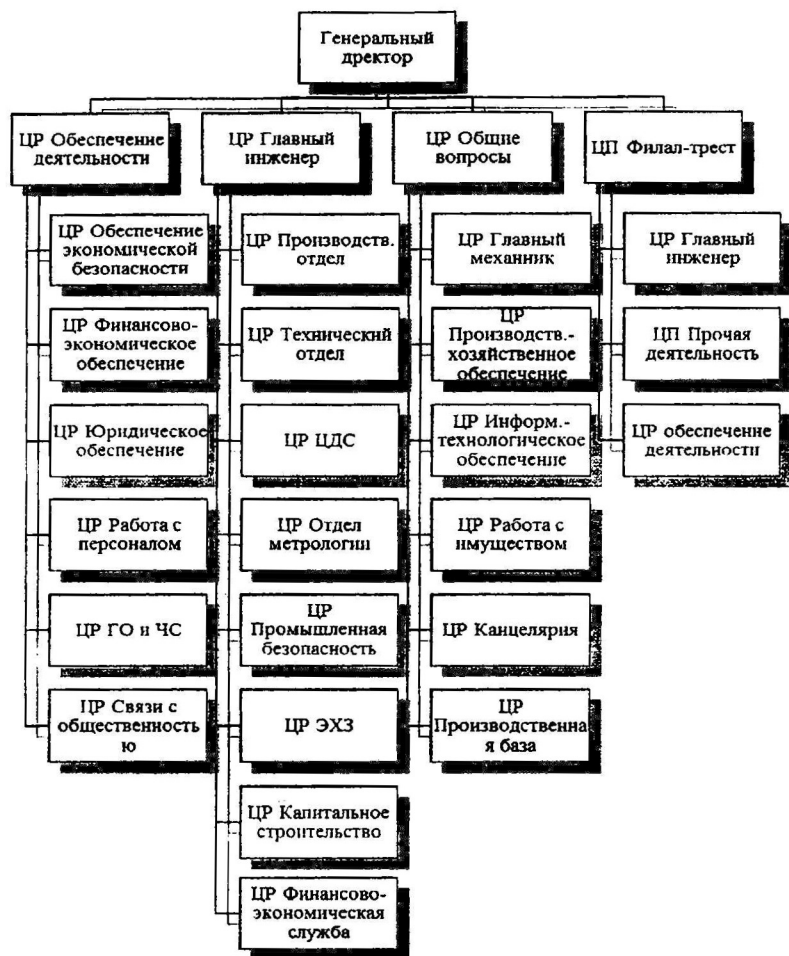 Генеральный
дректор
ЦР Обеспечение
деятельности
ЦР Главный
инженер
ЦР Общие
вопросы
ЦП Филал-трест
ЦР Обеспечение
экономической
безопасности
ЦР Финансово-
экономическое
обеспечение
ЦР Юридическое
обеспечение
ЦР Работа с
персоналом
ЦР ГО и ЧС
ЦР Связи с
общественность
ю
ЦР Производств.
отдел
ЦР Технический
отдел
ЦР ЦДС
ЦР Отдел
метрологии
ЦР
Промышленная
безопасность
ЦР ЭХЗ
ЦР Капитальное
строительство
ЦР Финансово-
экономическая
служба
ЦР Главный
механник
ЦР
Производств.-
хозяйственное
обеспечение
ЦР Информ.-
технологическое
обеспечение
ЦР Работа с
имуществом
ЦР Канцелярия
ЦР
Производственна
я база
ЦР Главный
инженер
ЦП Прочая
деятельность
ЦР обеспечение
деятельности